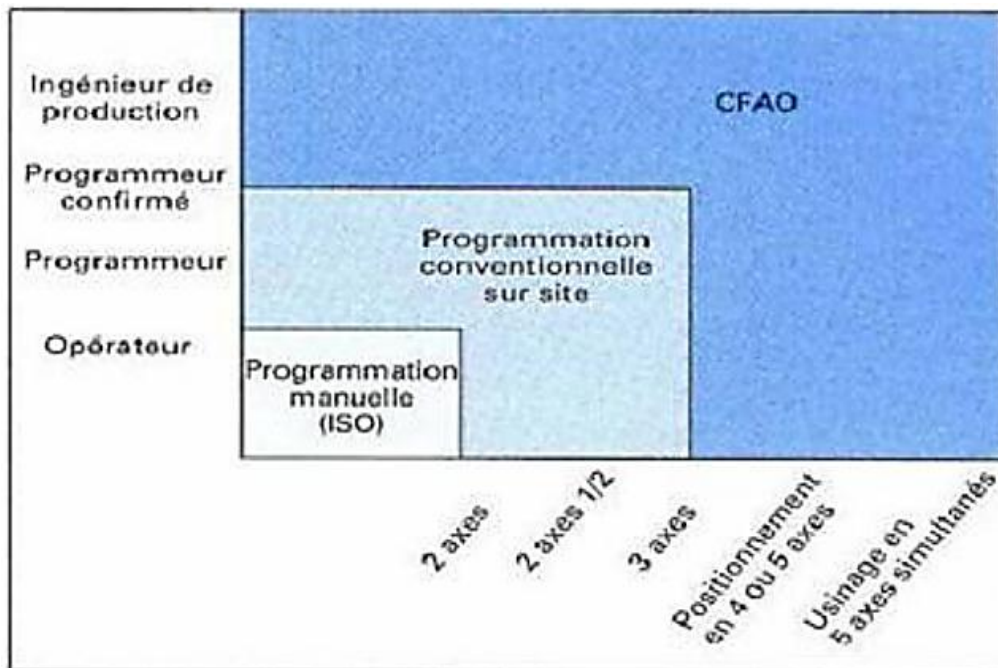 Ingénieur de
production
Programmeur
confirmé
Programmeur
Opérateur
CFAO
Programmation
conventionnelle
sur site
Programmation
manuelle
(ISO)
2 axes
2 axes 1/2
3 axes
Positionnement
en 4 ou 5 axes
Usinage en
5 axes simultanés